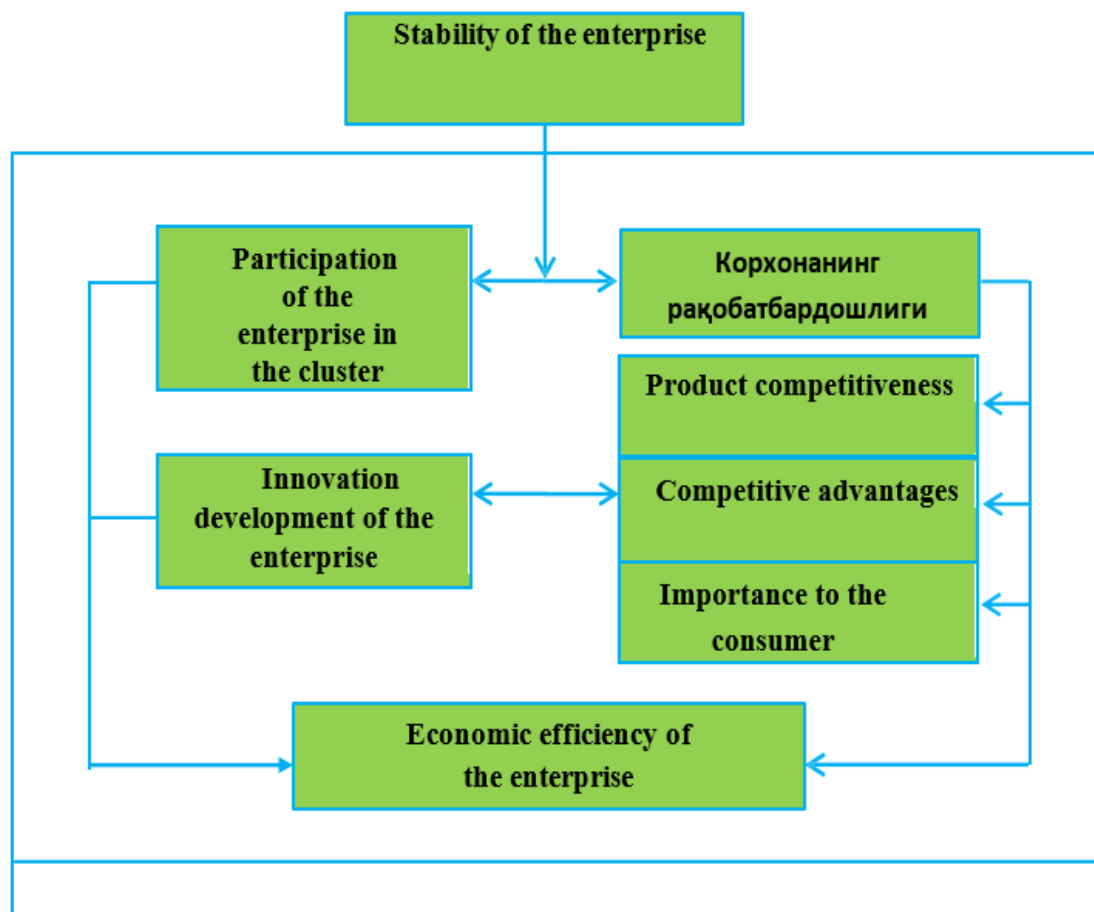 Stability of the enterprise
Participation
of the
enterprise in
the cluster
Корхонанинг
рақобатбардошлиги
Product competitiveness
Innovation
development of the
enterprise
Competitive advantages
Importance to the
consumer
Economic efficiency of
the enterprise